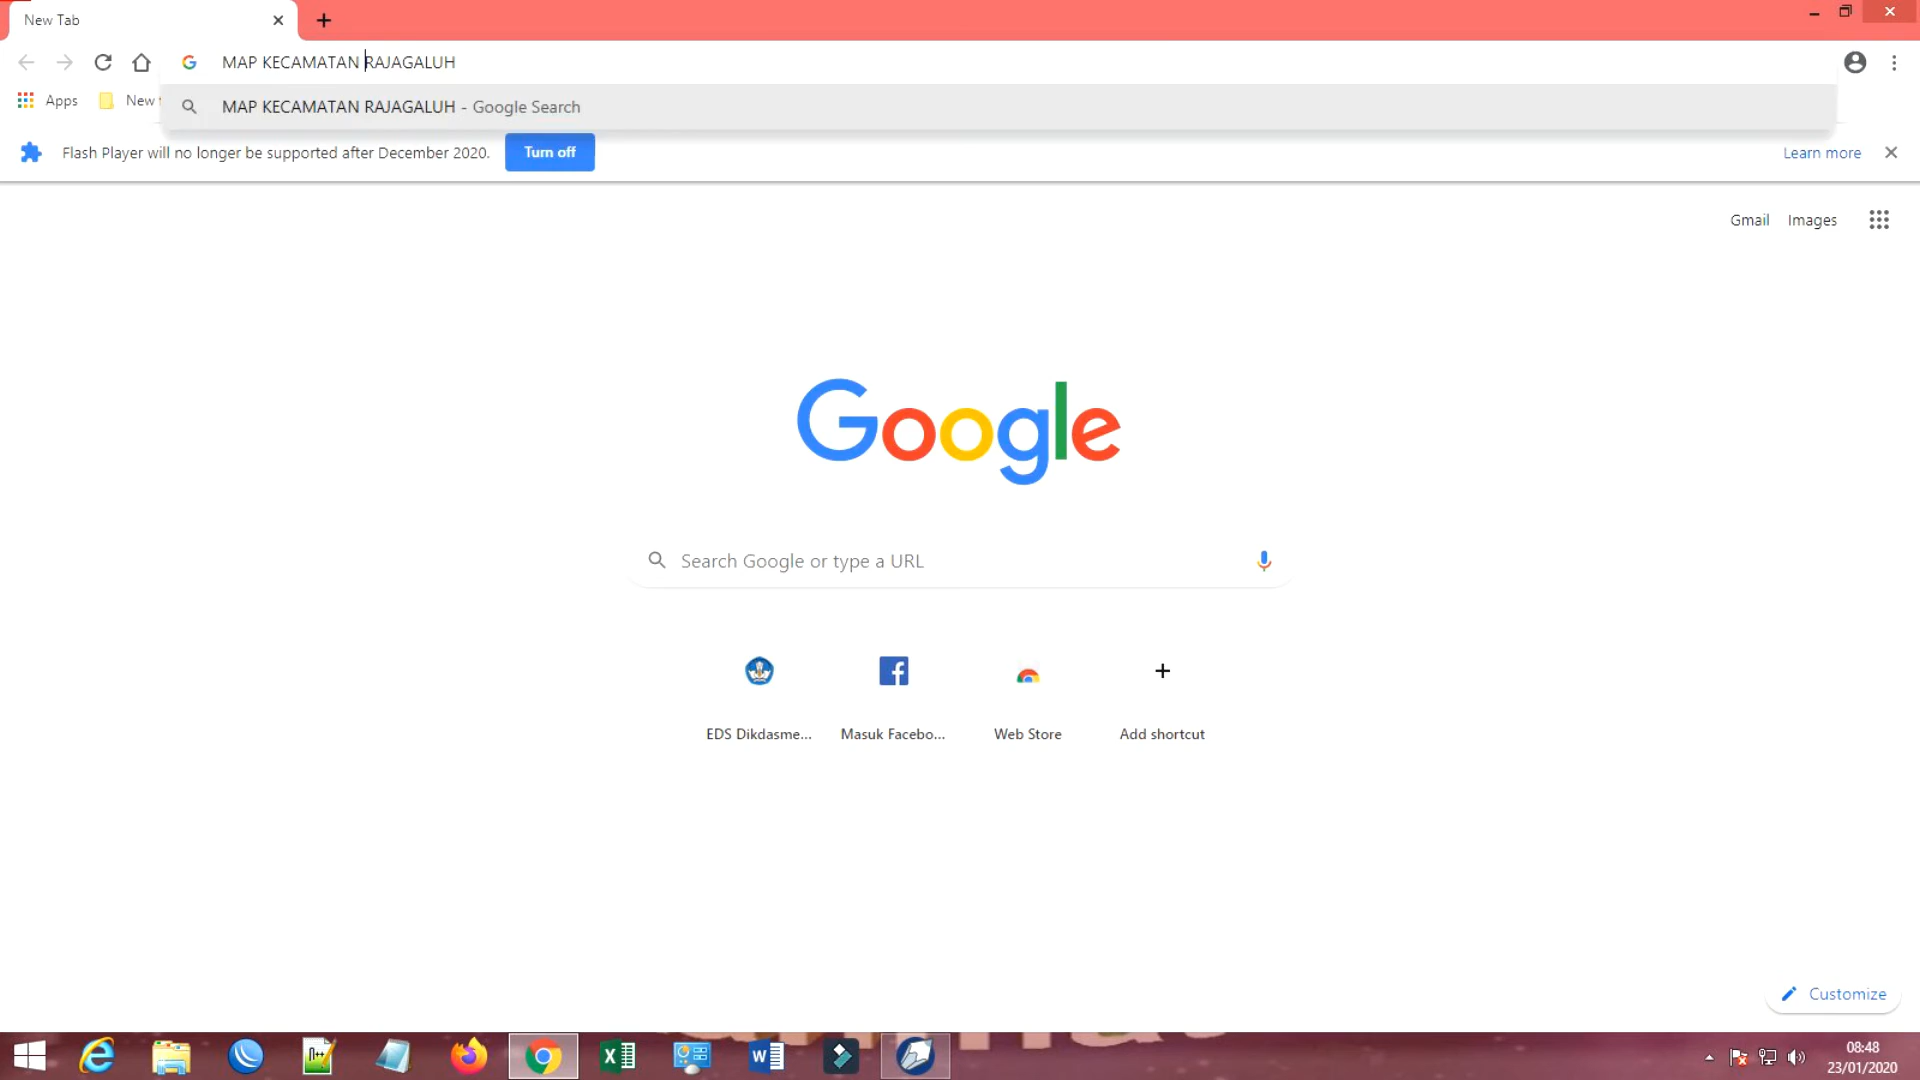 New Tab
MAP KECAMATAN RAJAGALUH
Apps
New
MAP KECAMATAN RAJAGALUH - Google Search
Flash Player will no longer be supported after December 2020.
Turn off
Learn more
Gmail
Images
Google
Search Google or type a URL
EDS Dikdasme...
Masuk Facebo...
Web Store
Add shortcut
Customize
08:48
23/01/2020